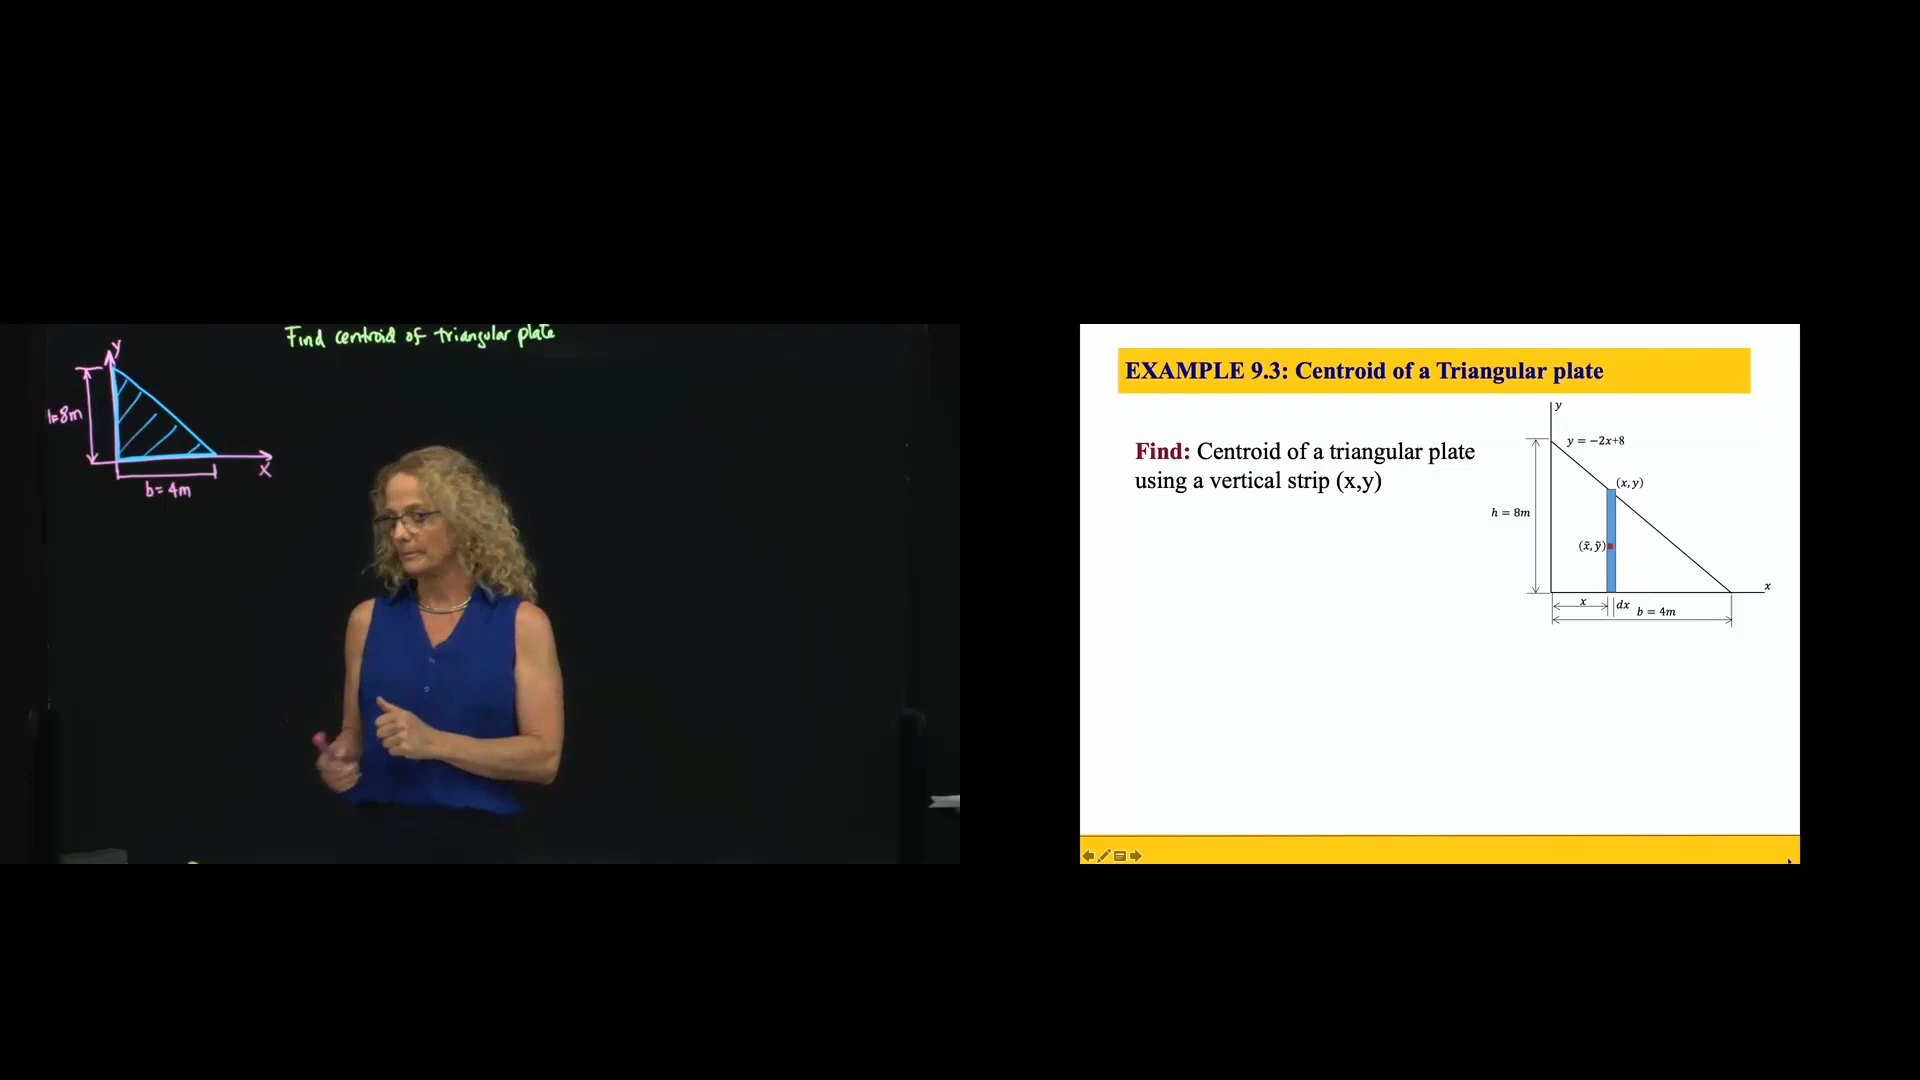 Find centroid of triangular plate
y
=8m
x
b=4m
EXAMPLE 9.3: Centroid of a Triangular plate
Find: Centroid of a triangular plate
using a vertical strip (x,y)
y
y = −2x+8
(x, y)
h = 8m
(x̃, ỹ)
x
x
dx
b = 4m